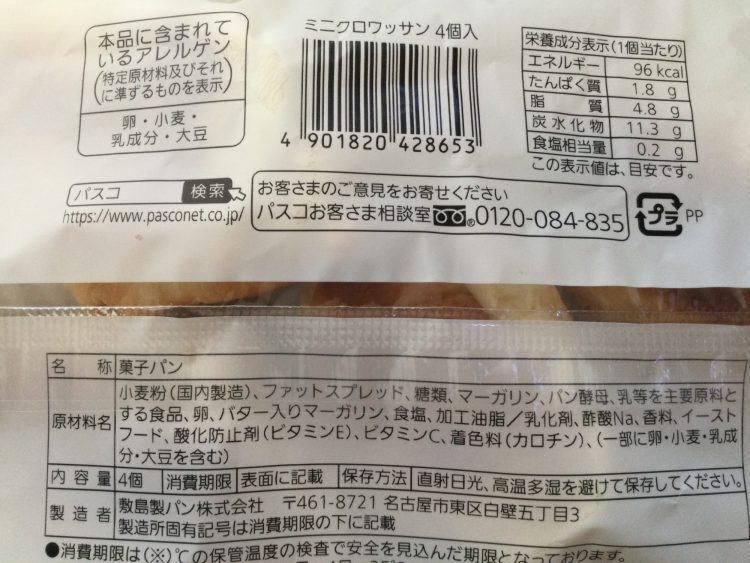 本品に含まれて
いるアレルゲン
(特定原材料及びそれ
に準ずるものを表示)
卵・小麦・
乳成分・大豆
ミニクロワッサン 4個入
4 901820 428653
栄養成分表示(1個当たり)
エネルギー 96 kcal
たんぱく質 1.8 g
脂質 4.8 g
炭水化物 11.3 g
食塩相当量 0.2 g
この表示値は、目安です。
パスコ 検索
https://www.pasconet.co.jp/
お客さまのご意見をお寄せください
パスコお客さま相談室 ® 0120-084-835
プラ PP
名称 菓子パン
原材料名 小麦粉(国内製造)、ファットスプレッド、糖類、マーガリン、パン酵母、乳等を主要原料と
する食品、卵、バター入りマーガリン、食塩、加工油脂/乳化剤、酢酸Na、香料、イースト
フード、酸化防止剤(ビタミンE)、ビタミンC、着色料(カロチン)、(一部に卵・小麦・乳成
分・大豆を含む)
内容量 4個 消費期限 表面に記載 保存方法 直射日光、高温多湿を避けて保存してください。
製造者 敷島製パン株式会社 〒461-8721 名古屋市東区白壁五丁目3
製造所固有記号は消費期限の下に記載
●消費期限は(※)℃の保管温度の検査で安全を見込んだ期限となっております。